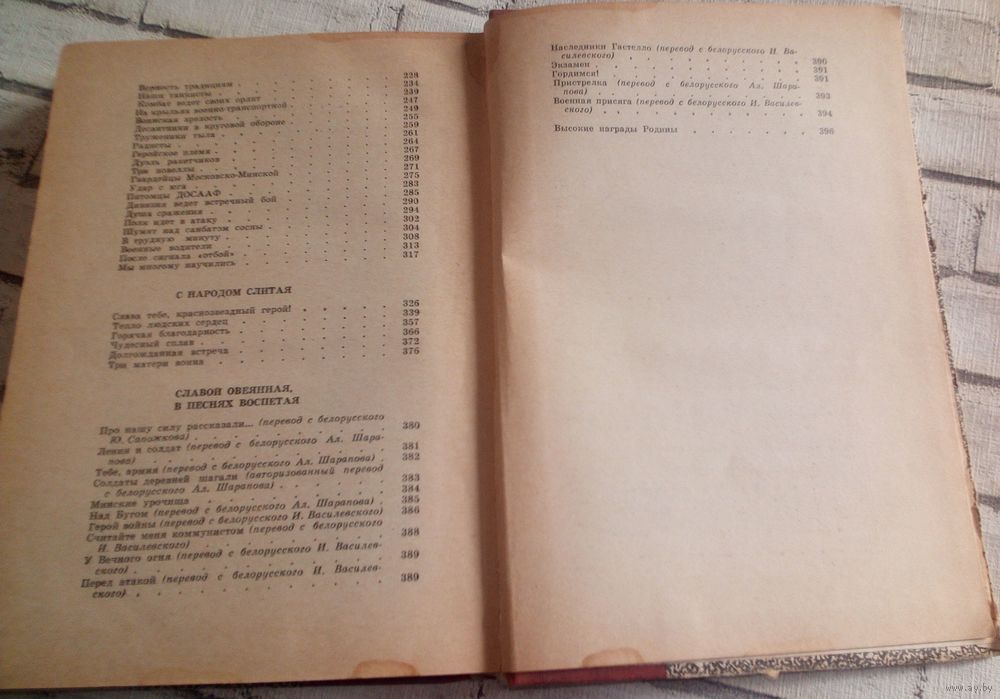 Верность традициям . . . 228
Наши танкисты . . . 234
Комбат ведет своих орлят . . . 239
На крыльях военно-транспортной . . . 247
Воинская зрелость . . . 249
Десантники в круговой обороне . . . 255
Труженики тыла . . . 259
Радисты . . . 261
Геройское племя . . . 264
Дуэль ракетчиков . . . 267
Три новеллы . . . 269
Гвардейцы Московско-Минской . . . 271
Удар с юга . . . 275
Питомцы ДОСААФ . . . 283
Дивизия ведет встречный бой . . . 285
Душа сражения . . . 290
Полк идет в атаку . . . 294
Шумят над санбатом сосны . . . 302
В трудную минуту . . . 304
Военные водители . . . 308
После сигнала «отбой» . . . 313
Мы многому научились . . . 317
С НАРОДОМ СЛИТАЯ
Слава тебе, краснозвездный герой! . . . 326
Тепло людских сердец . . . 339
Горячая благодарность . . . 357
Чудесный сплав . . . 366
Долгожданная встреча . . . 372
Три матери воина . . . 376
СЛАВОЙ ОВЕЯННАЯ,
В ПЕСНЯХ ВОСПЕТАЯ
Про нашу силу рассказали... (перевод с белорусского
Ю. Сапожкова) . . . 380
Ленин и солдат (перевод с белорусского Ал. Шара-
пова) . . . 381
Тебе, армия (перевод с белорусского Ал. Шарапова) . 382
Солдаты деревней шагали (авторизованный перевод
с белорусского Ал. Шарапова) . . . 383
Минские урочища . . . 384
Над Бугом (перевод с белорусского Ал. Шарапова) . 385
Герой войны (перевод с белорусского И. Василевского) 386
Считайте меня коммунистом (перевод с белорусского
И. Василевского) . . . 388
У Вечного огня (перевод с белорусского И. Василев-
ского) . . . 389
Перед атакой (перевод с белорусского И. Василев-
ского) . . . 389
Наследники Гастелло (перевод с белорусского И. Ва-
силевского) . . . 390
Экзамен . . . 391
Гордимся! . . . 391
Пристрелка (перевод с белорусского Ал. Шара-
пова) . . . 393
Военная присяга (перевод с белорусского И. Василев-
ского) . . . 394
Высокие награды Родины . . . 396
www.ay.by